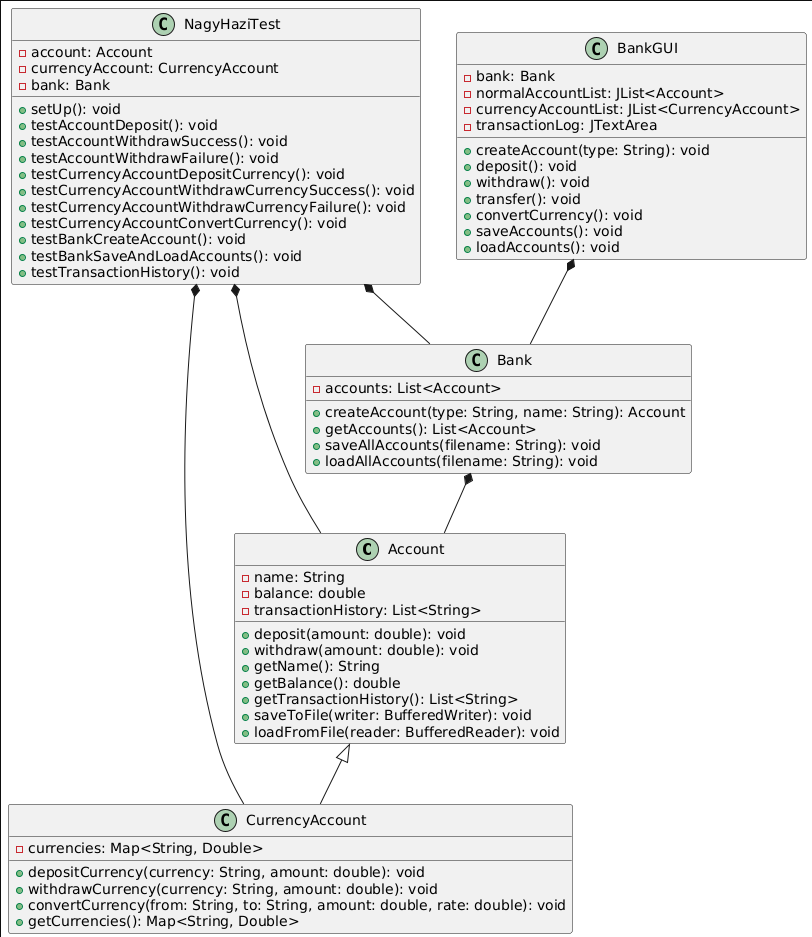 C NagyHaziTest
account: Account
currencyAccount: CurrencyAccount
bank: Bank
setUp(): void
testAccountDeposit(): void
testAccountWithdrawSuccess(): void
testAccountWithdrawFailure(): void
testCurrencyAccountDepositCurrency(): void
testCurrencyAccountWithdrawCurrencySuccess(): void
testCurrencyAccountWithdrawCurrencyFailure(): void
testCurrencyAccountConvertCurrency(): void
testBankCreateAccount(): void
testBankSaveAndLoadAccounts(): void
testTransactionHistory(): void
C BankGUI
bank: Bank
normalAccountList: JList<Account>
currencyAccountList: JList<CurrencyAccount>
transactionLog: JTextArea
createAccount(type: String): void
deposit(): void
withdraw(): void
transfer(): void
convertCurrency(): void
saveAccounts(): void
loadAccounts(): void
C Bank
accounts: List<Account>
createAccount(type: String, name: String): Account
getAccounts(): List<Account>
saveAllAccounts(filename: String): void
loadAllAccounts(filename: String): void
C Account
name: String
balance: double
transactionHistory: List<String>
deposit(amount: double): void
withdraw(amount: double): void
getName(): String
getBalance(): double
getTransactionHistory(): List<String>
saveToFile(writer: BufferedWriter): void
loadFromFile(reader: BufferedReader): void
C CurrencyAccount
currencies: Map<String, Double>
depositCurrency(currency: String, amount: double): void
withdrawCurrency(currency: String, amount: double): void
convertCurrency(from: String, to: String, amount: double, rate: double): void
getCurrencies(): Map<String, Double>